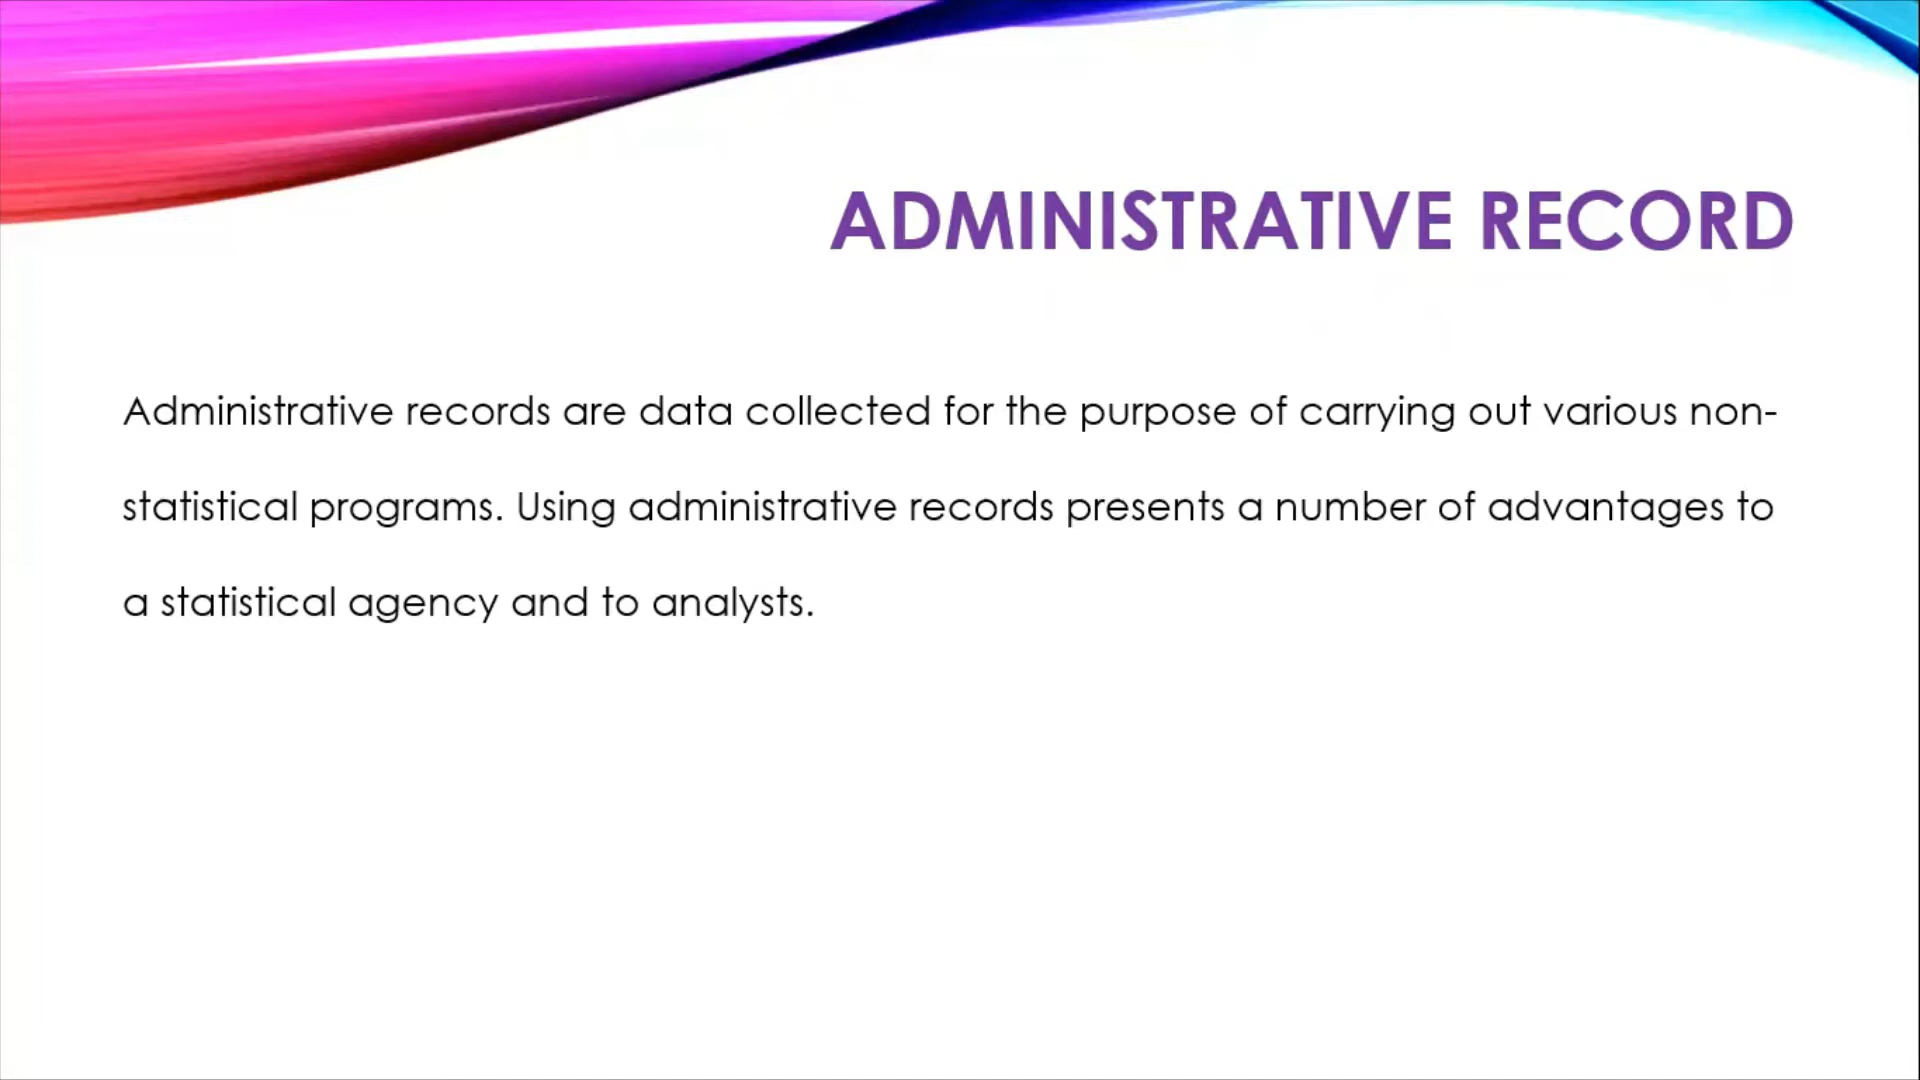 ADMINISTRATIVE RECORD
Administrative records are data collected for the purpose of carrying out various non-
statistical programs. Using administrative records presents a number of advantages to
a statistical agency and to analysts.